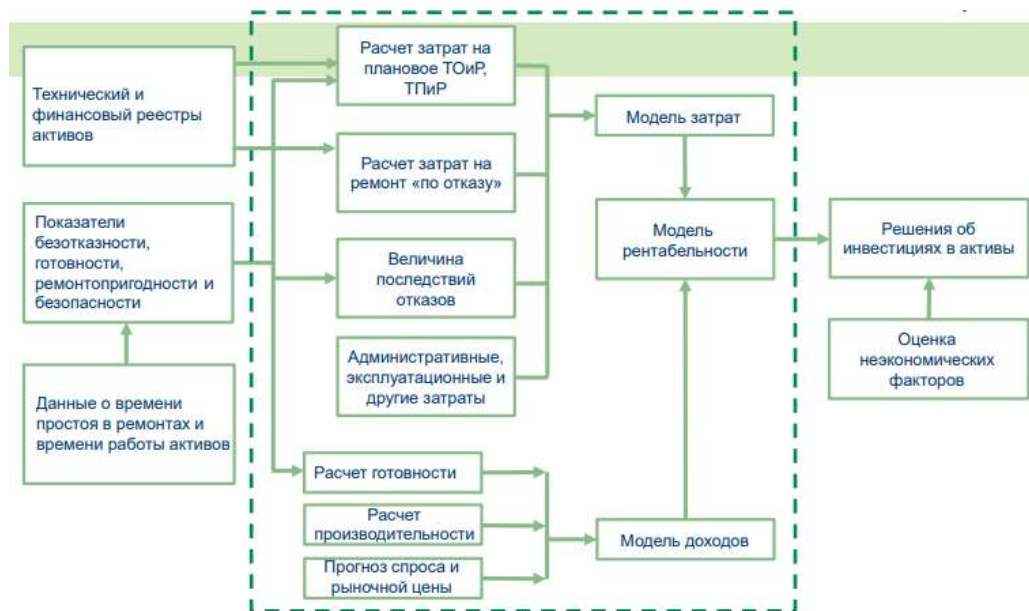 Технический и
финансовый реестры
активов
Показатели
безотказности,
готовности,
ремонтопригодности и
безопасности
Данные о времени
простоя в ремонтах и
времени работы активов
Расчет затрат на
плановое ТОиР,
ТПиР
Расчет затрат на
ремонт «по отказу»
Величина
последствий
отказов
Административные,
эксплуатационные и
другие затраты
Расчет готовности
Расчет
производительности
Прогноз спроса и
рыночной цены
Модель затрат
Модель
рентабельности
Модель доходов
Решения об
инвестициях в активы
Оценка
неэкономических
факторов